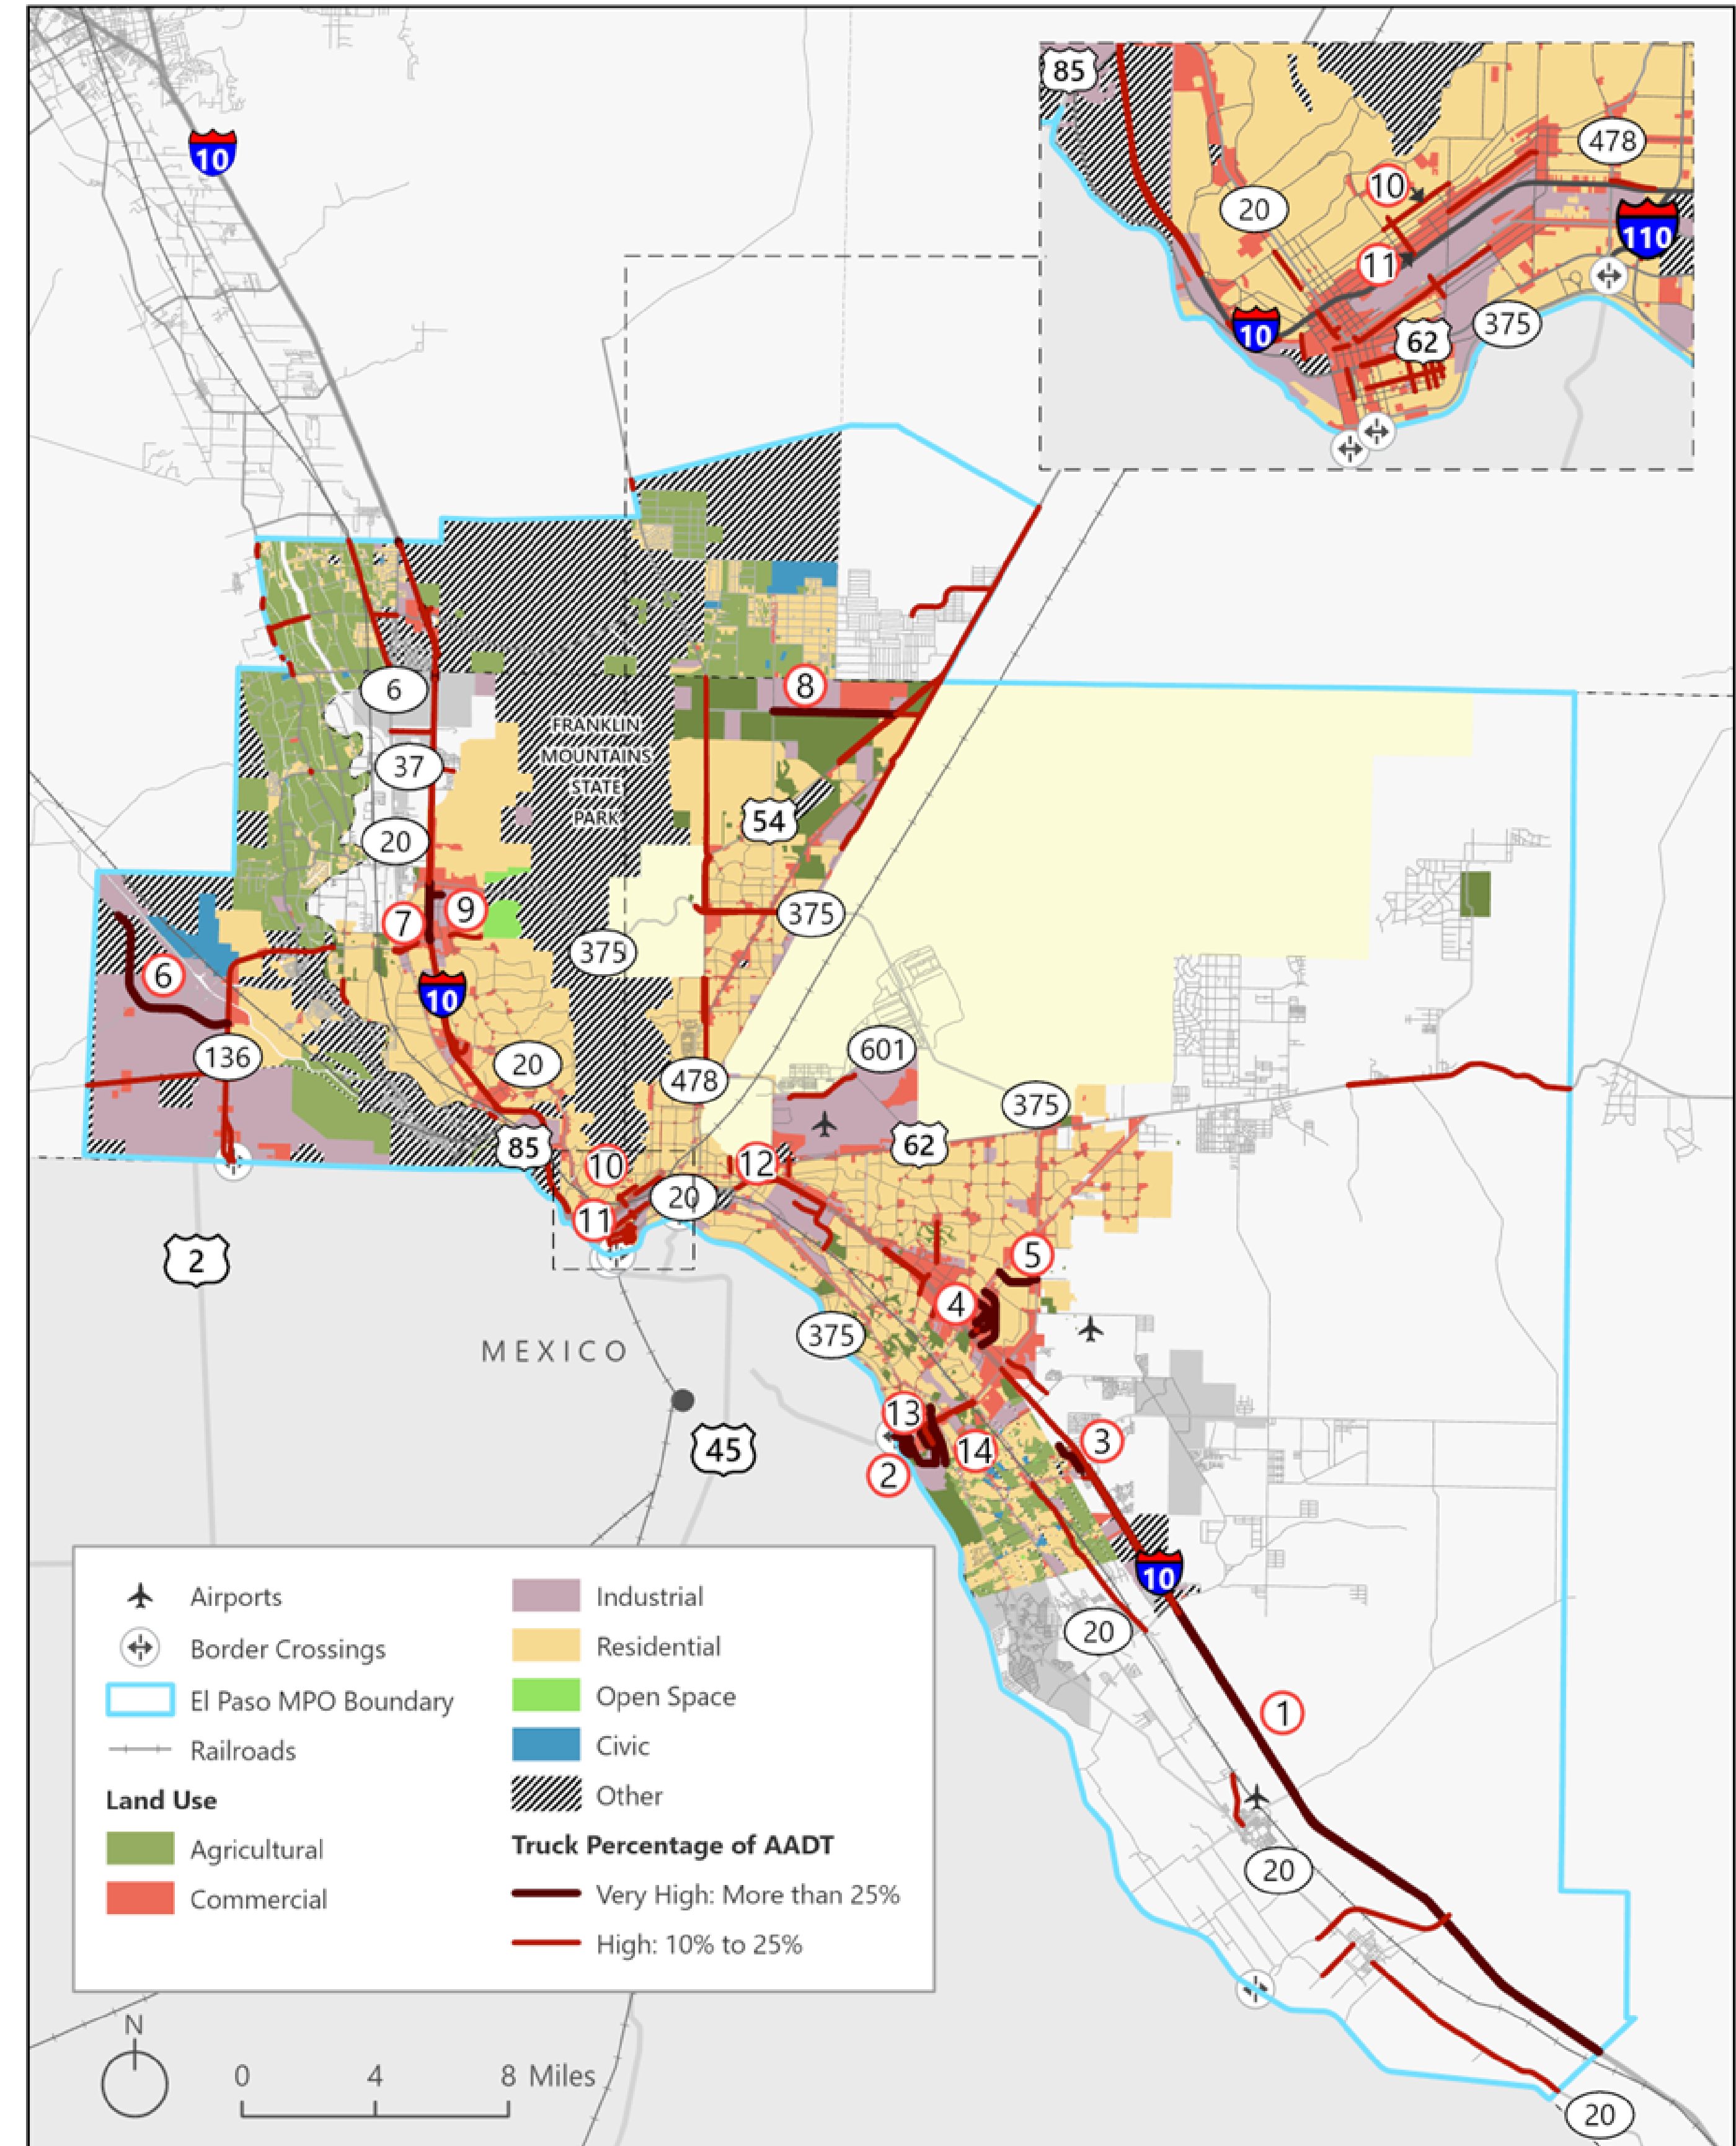 10
85
478
10
20
110
11
10
375
62
6
8
FRANKLIN
MOUNTAINS
STATE
PARK
37
54
20
9
7
375
375
6
10
601
136
20
478
375
85
62
10
12
20
11
2
5
4
375
MEXICO
13
45
14
3
2
10
20
1
20
20
Airports
Border Crossings
El Paso MPO Boundary
Railroads
Land Use
Agricultural
Commercial
Industrial
Residential
Open Space
Civic
Other
Truck Percentage of AADT
Very High: More than 25%
High: 10% to 25%
N
0 4 8 Miles